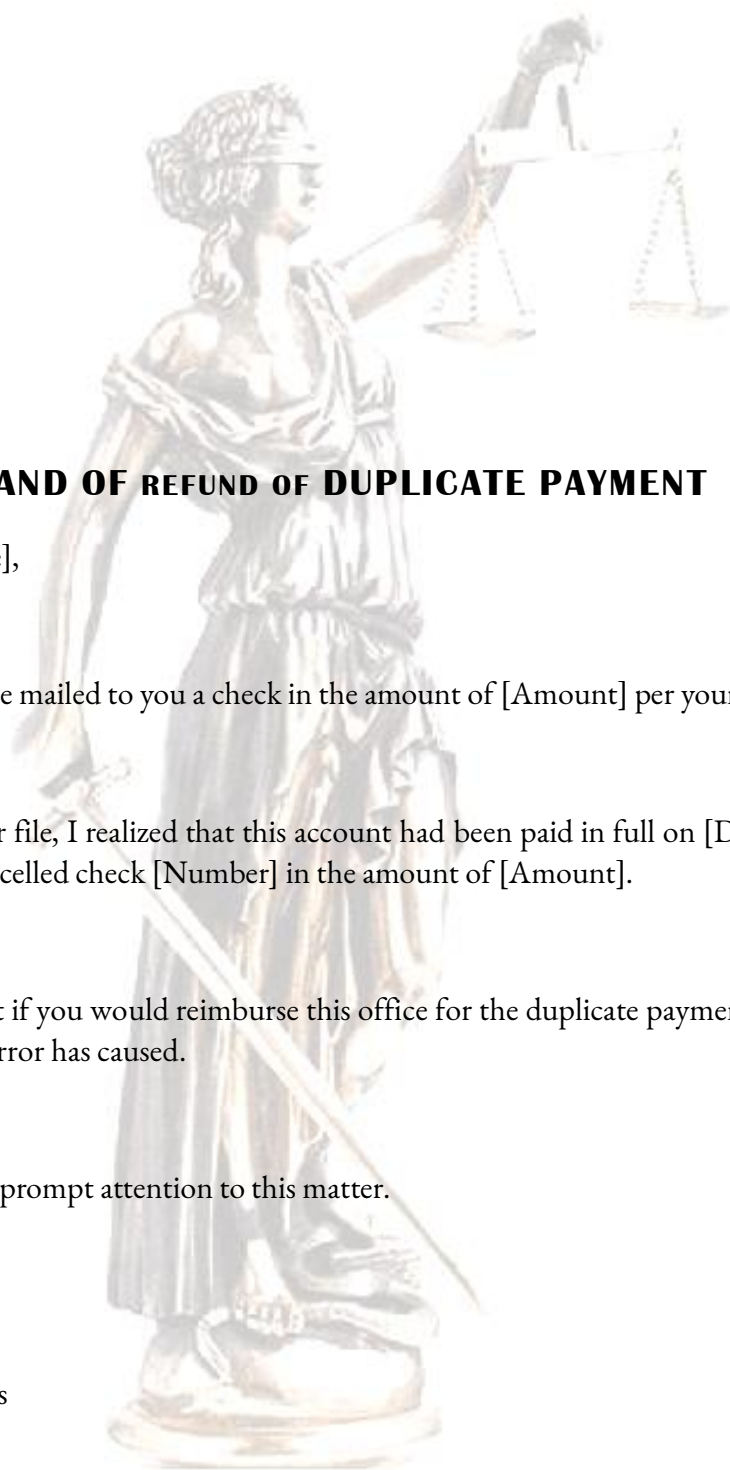 AND OF REFUND OF DUPLICATE PAYMENT
],
e mailed to you a check in the amount of [Amount] per your
r file, I realized that this account had been paid in full on [D
celled check [Number] in the amount of [Amount].
t if you would reimburse this office for the duplicate payme
rror has caused.
prompt attention to this matter.
s